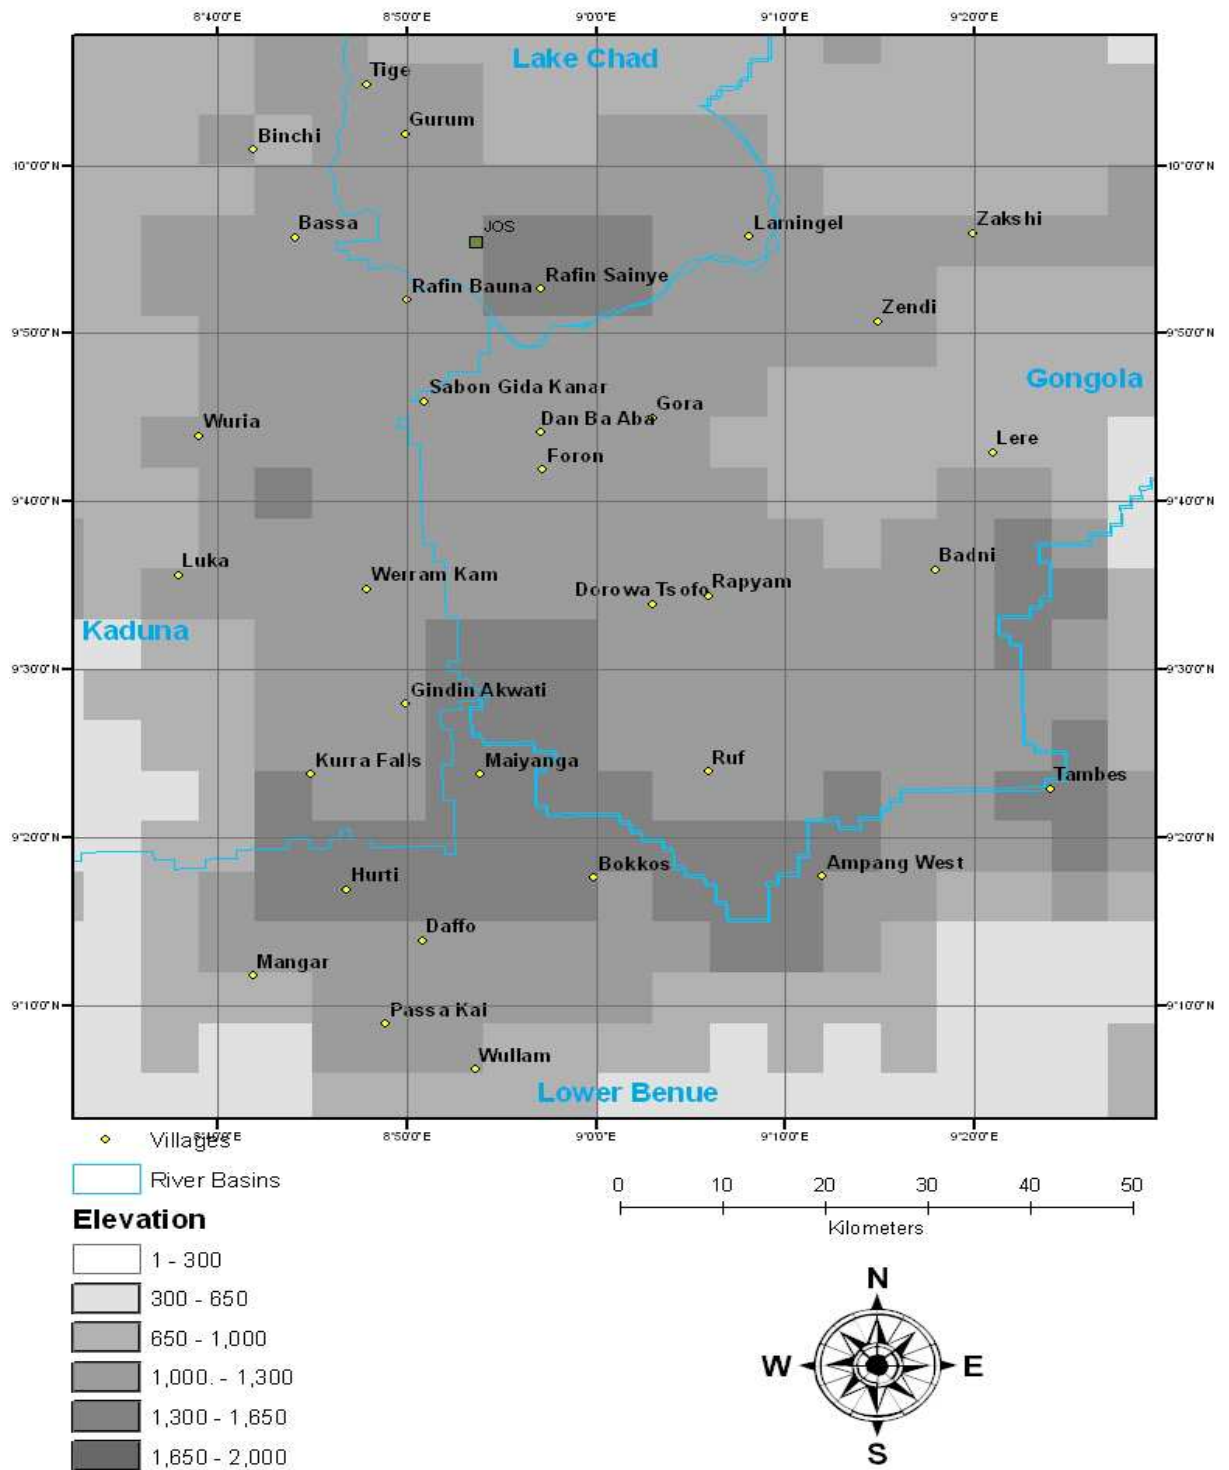 8°40'0"E 8°50'0"E 9°0'0"E 9°10'0"E 9°20'0"E
Lake Chad
Tige
Gurum
Binchi
10°0'0"N 10°0'0"N
Bassa
JOS
Lamingel
Zakshi
Rafin Sainye
Rafin Bauna
Zendi
9°50'0"N 9°50'0"N
Gongola
Sabon Gida Kanar
Gora
Dan Ba Aba
Wuria
Lere
Foron
9°40'0"N 9°40'0"N
Badni
Luka
Werram Kam
Dorowa Tsofo
Rapyam
Kaduna
9°30'0"N 9°30'0"N
Gindin Akwati
Kurra Falls
Maiyanga
Ruf
Tambes
9°20'0"N 9°20'0"N
Hurti
Bokkos
Ampang West
Daffo
Mangar
9°10'0"N 9°10'0"N
Passa Kai
Wullam
Lower Benue
8°40'0"E 8°50'0"E 9°0'0"E 9°10'0"E 9°20'0"E
Villages
River Basins
0 10 20 30 40 50
Kilometers
Elevation
1 - 300
300 - 650
650 - 1,000
1,000. - 1,300
1,300 - 1,650
1,650 - 2,000
N
W E
S